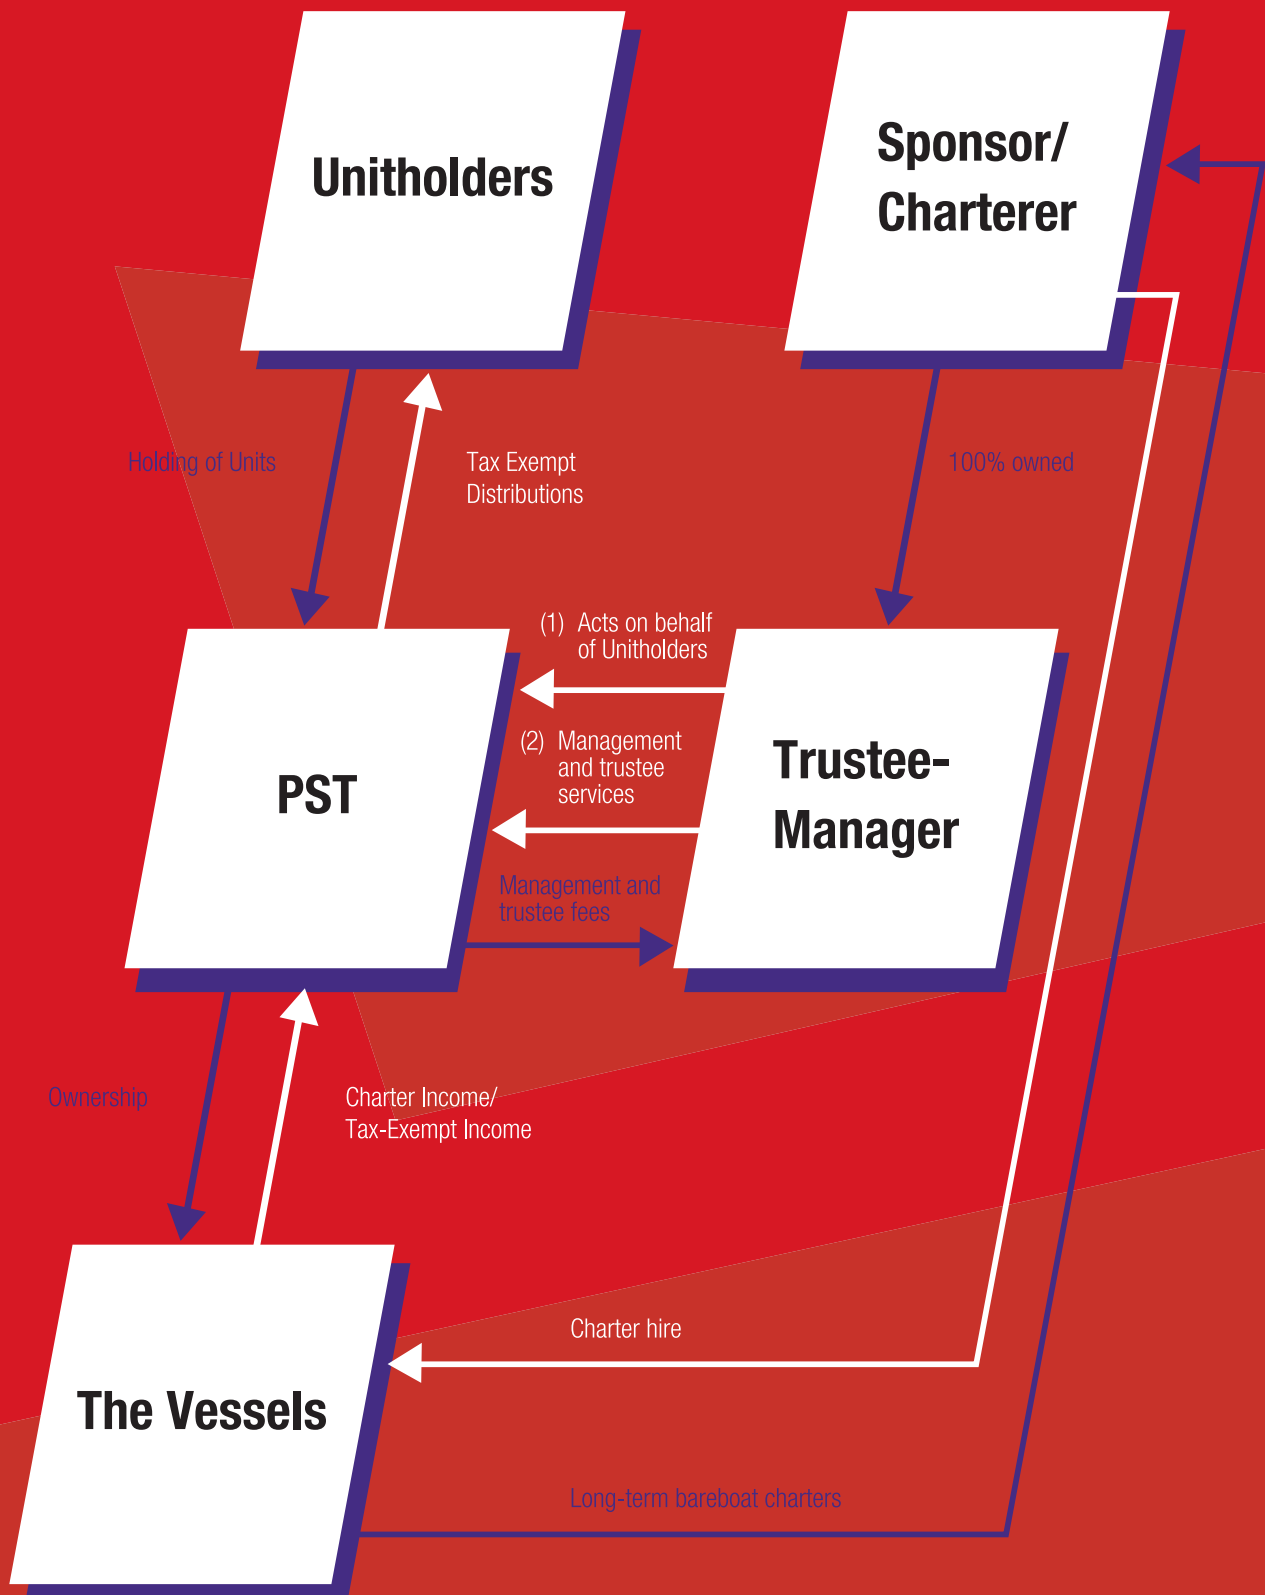 Unitholders
Sponsor/
Charterer
Holding of Units
Tax Exempt
Distributions
100% owned
(1) Acts on behalf
of Unitholders
(2) Management
and trustee
services
PST
Trustee-
Manager
Management and
trustee fees
Ownership
Charter Income/
Tax-Exempt Income
Charter hire
The Vessels
Long-term bareboat charters